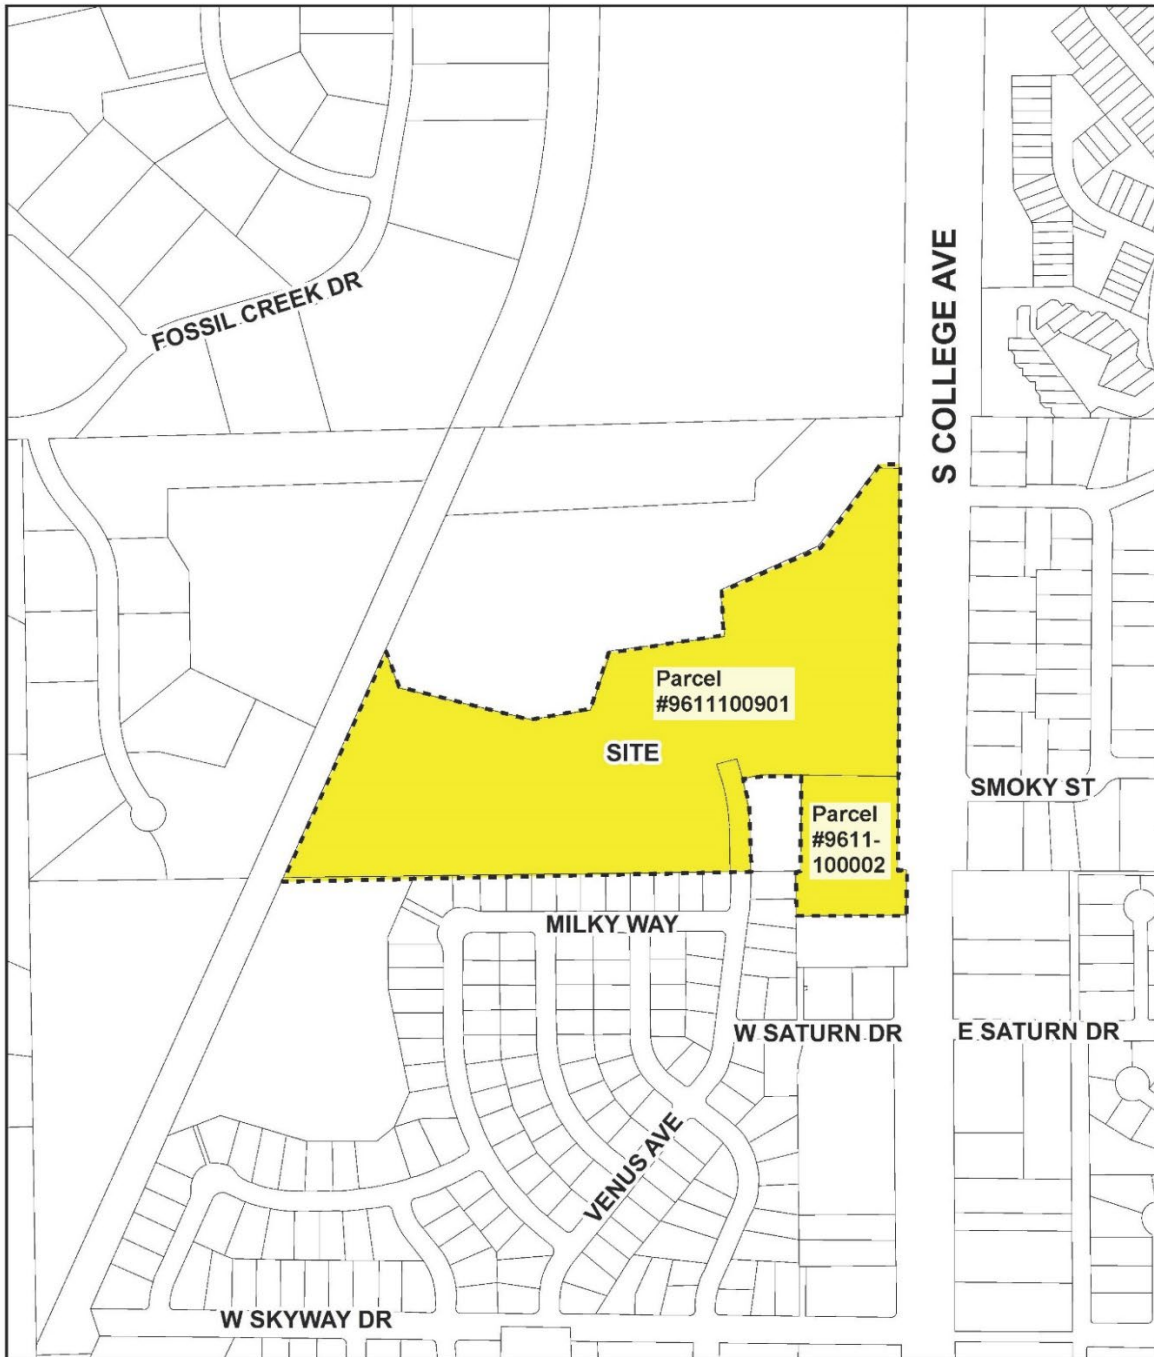 S COLLEGE AVE
FOSSIL CREEK DR
Parcel
#9611100901
SITE
SMOKY ST
Parcel
#9611-
100002
MILKY WAY
W SATURN DR
E SATURN DR
VENUS AVE
W SKYWAY DR